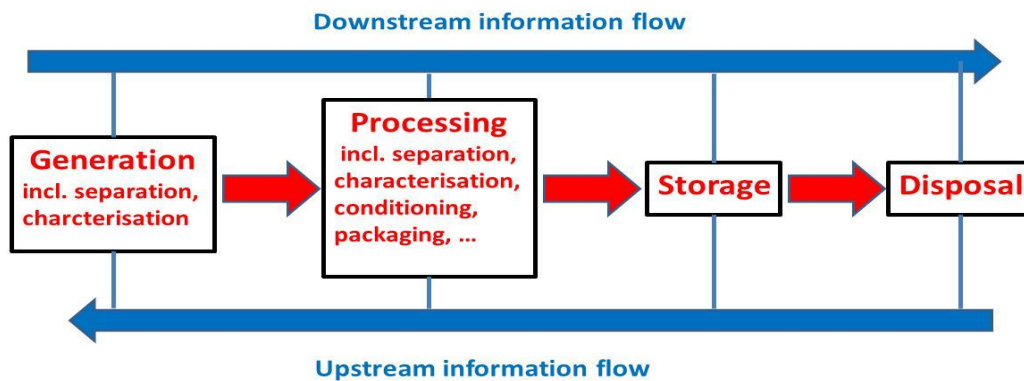 Downstream information flow
Generation
incl. separation,
charcterisation
Processing
incl. separation,
characterisation,
conditioning,
packaging, ...
Storage
Disposal
Upstream information flow